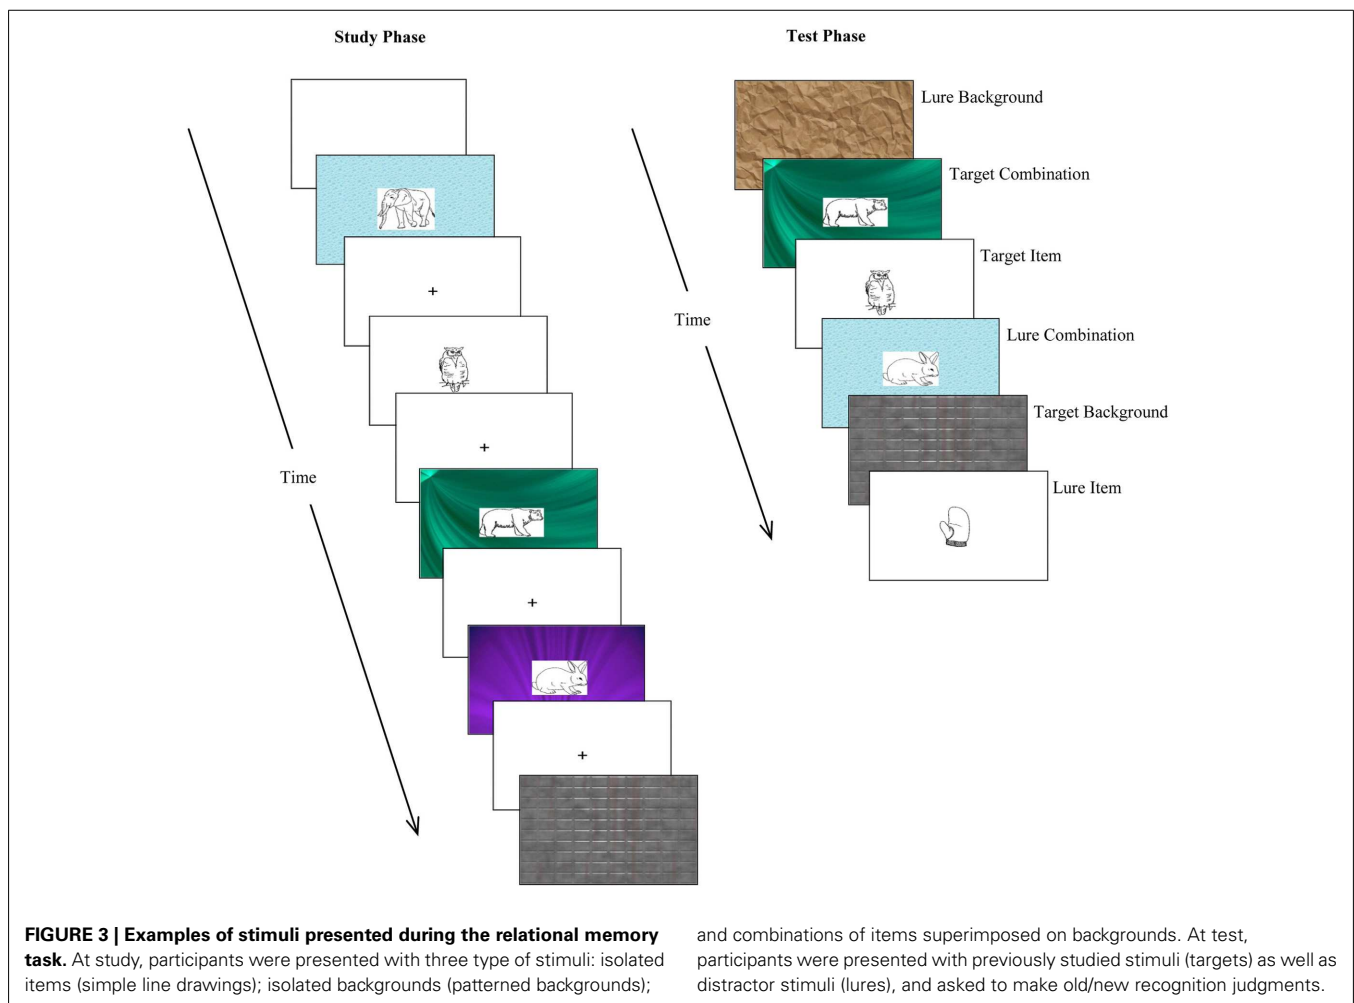 Study Phase
Test Phase
Lure Background
Target Combination
Target Item
Time
Lure Combination
Target Background
Time
Lure Item
+
+
+
+
FIGURE 3 | Examples of stimuli presented during the relational memory
task. At study, participants were presented with three type of stimuli: isolated
items (simple line drawings); isolated backgrounds (patterned backgrounds);
and combinations of items superimposed on backgrounds. At test,
participants were presented with previously studied stimuli (targets) as well as
distractor stimuli (lures), and asked to make old/new recognition judgments.